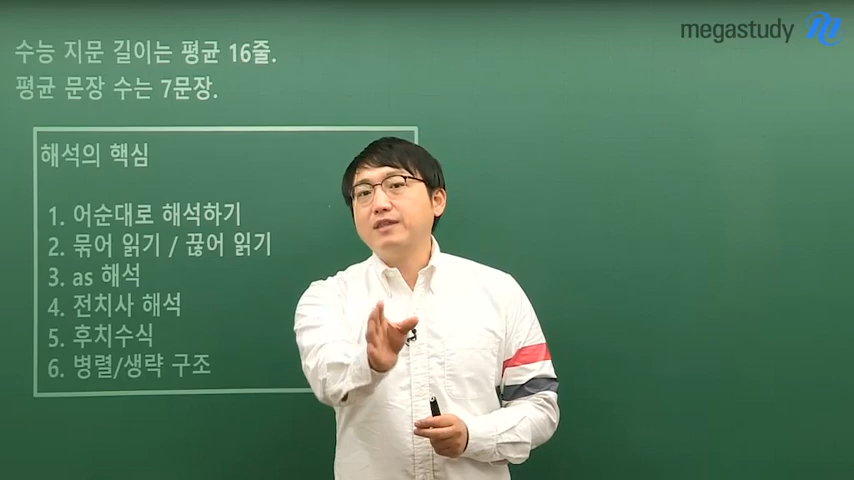 megastudy
수능 지문 길이는 평균 16줄.
평균 문장 수는 7문장.
해석의 핵심
1. 어순대로 해석하기
2. 묶어 읽기 / 끊어 읽기
3. as 해석
4. 전치사 해석
5. 후치수식
6. 병렬/생략 구조